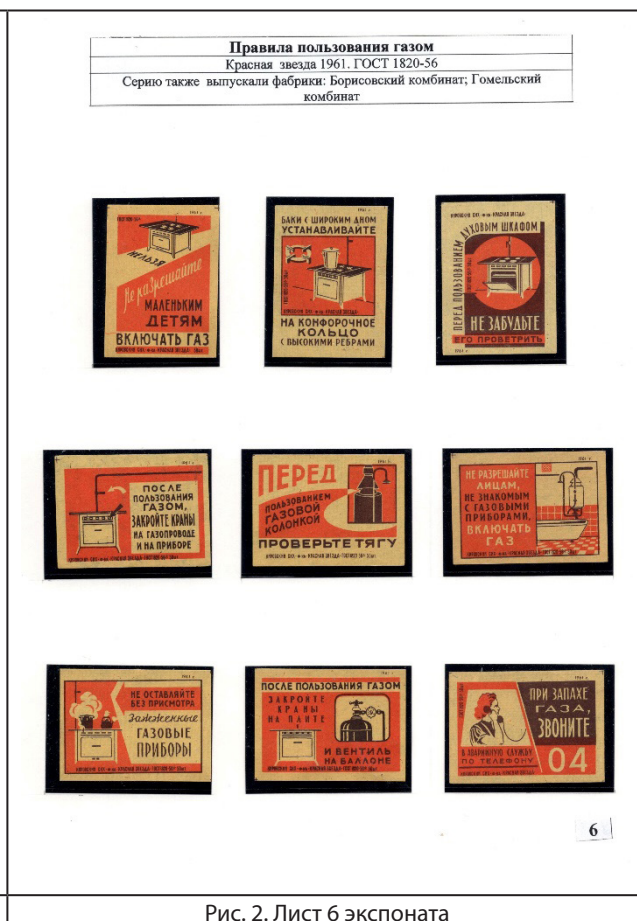 Правила пользования газом
Красная звезда 1961. ГОСТ 1820-56
Серию также выпускали фабрики: Борисовский комбинат; Гомельский
комбинат
1961 г.
НЕЛЬЗЯ
Не разрешайте
МАЛЕНЬКИМ
ДЕТЯМ
ВКЛЮЧАТЬ ГАЗ
БАКИ С ШИРОКИМ ДНОМ
УСТАНАВЛИВАЙТЕ
НА КОНФОРОЧНОЕ
КОЛЬЦО
С ВЫСОКИМИ РЕБРАМИ
ПЕРЕД ПОЛЬЗОВАНИЕМ ДУХОВЫМ ШКАФОМ
НЕ ЗАБУДЬТЕ
ЕГО ПРОВЕТРИТЬ
1961 г.
ПОСЛЕ
ПОЛЬЗОВАНИЯ
ГАЗОМ,
ЗАКРОЙТЕ КРАНЫ
НА ГАЗОПРОВОДЕ
И НА ПРИБОРЕ
ПЕРЕД
ПОЛЬЗОВАНИЕМ
ГАЗОВОЙ
КОЛОНКОЙ
ПРОВЕРЬТЕ ТЯГУ
НЕ РАЗРЕШАЙТЕ
ЛИЦАМ,
НЕ ЗНАКОМЫМ
С ГАЗОВЫМИ
ПРИБОРАМИ,
ВКЛЮЧАТЬ
ГАЗ
НЕ ОСТАВЛЯЙТЕ
БЕЗ ПРИСМОТРА
Зажженные
ГАЗОВЫЕ
ПРИБОРЫ
ПОСЛЕ ПОЛЬЗОВАНИЯ ГАЗОМ
ЗАКРОЙТЕ
КРАНЫ
НА ПЛИТЕ
И ВЕНТИЛЬ
НА БАЛЛОНЕ
ПРИ ЗАПАХЕ
ГАЗА,
ЗВОНИТЕ
В АВАРИЙНУЮ СЛУЖБУ
ПО ТЕЛЕФОНУ
04
6
Рис. 2. Лист 6 экспоната